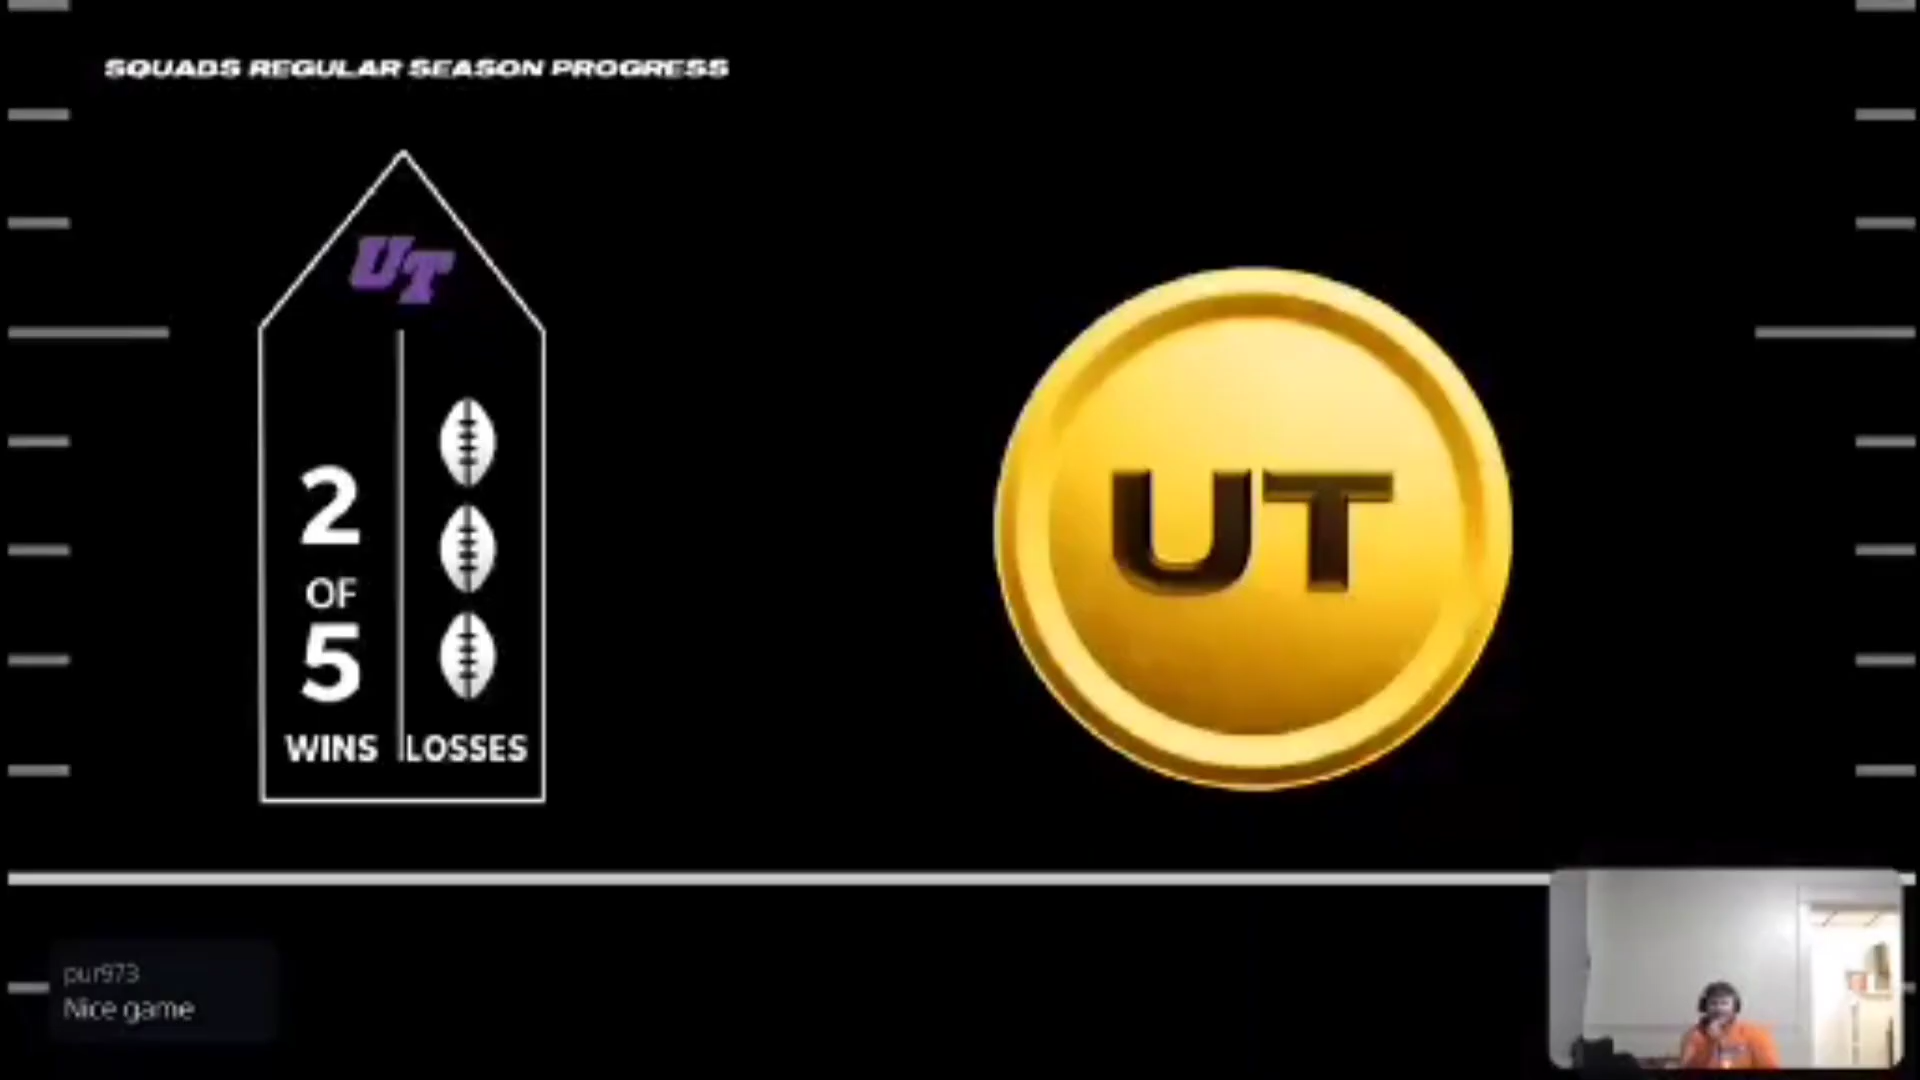 SQUADS REGULAR SEASON PROGRESS
UT
2
OF
5
WINS
LOSSES
UT
pur973
Nice game